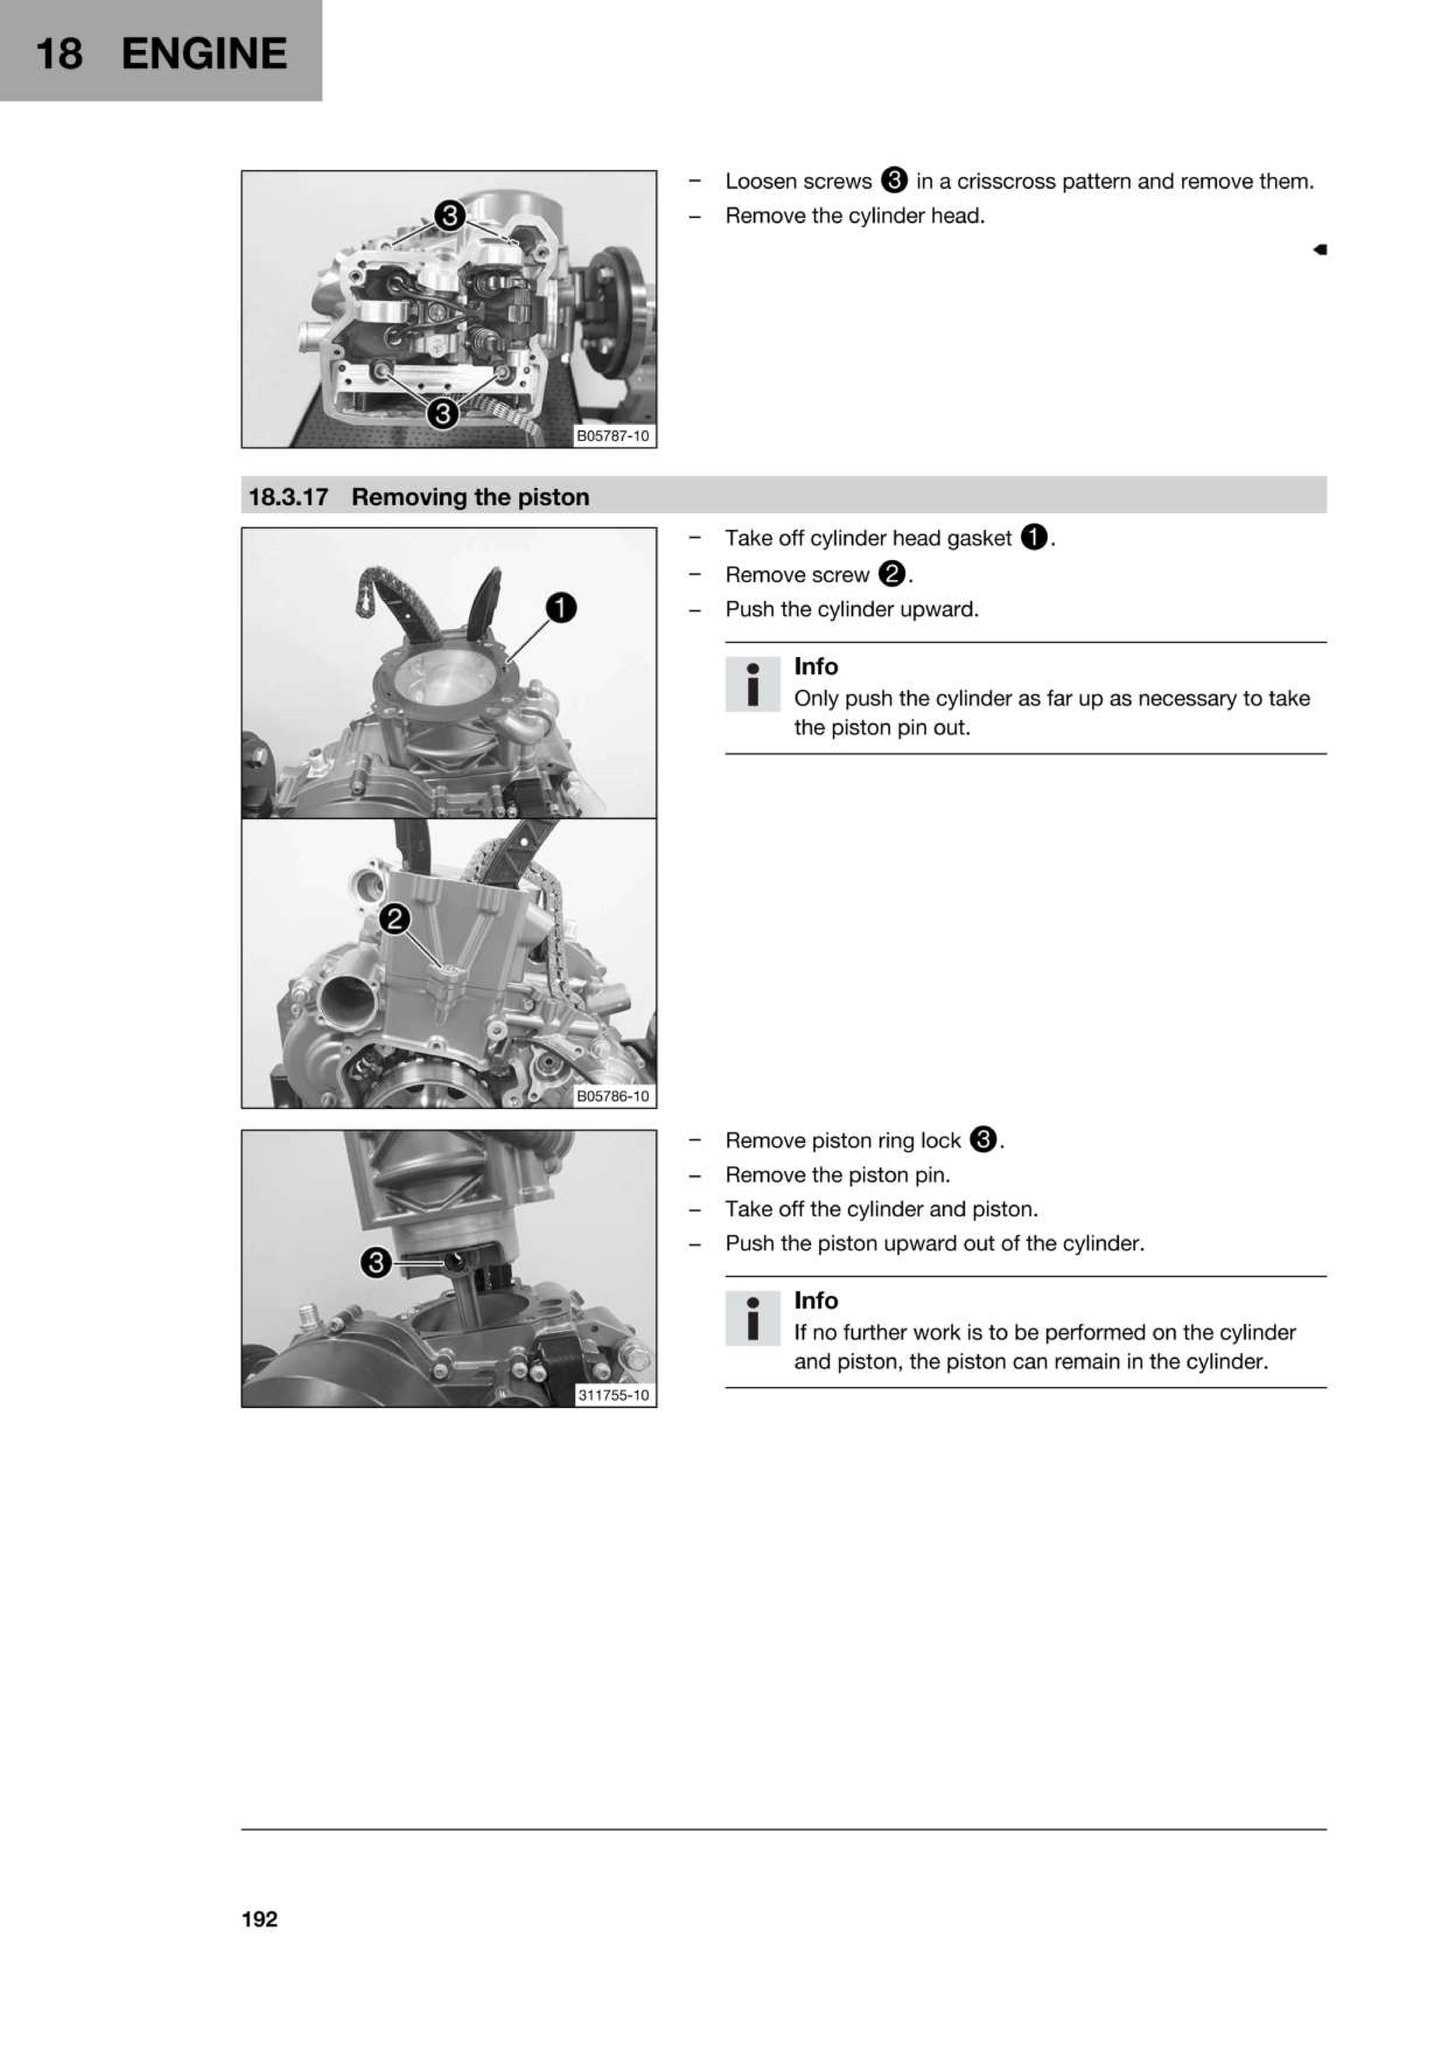 18 ENGINE
– Loosen screws ❸ in a crisscross pattern and remove them.
– Remove the cylinder head.
3
3
B05787-10
18.3.17 Removing the piston
– Take off cylinder head gasket ❶.
– Remove screw ❷.
– Push the cylinder upward.
Info
Only push the cylinder as far up as necessary to take
the piston pin out.
1
2
B05786-10
– Remove piston ring lock ❸.
– Remove the piston pin.
– Take off the cylinder and piston.
– Push the piston upward out of the cylinder.
Info
If no further work is to be performed on the cylinder
and piston, the piston can remain in the cylinder.
3
311755-10
192